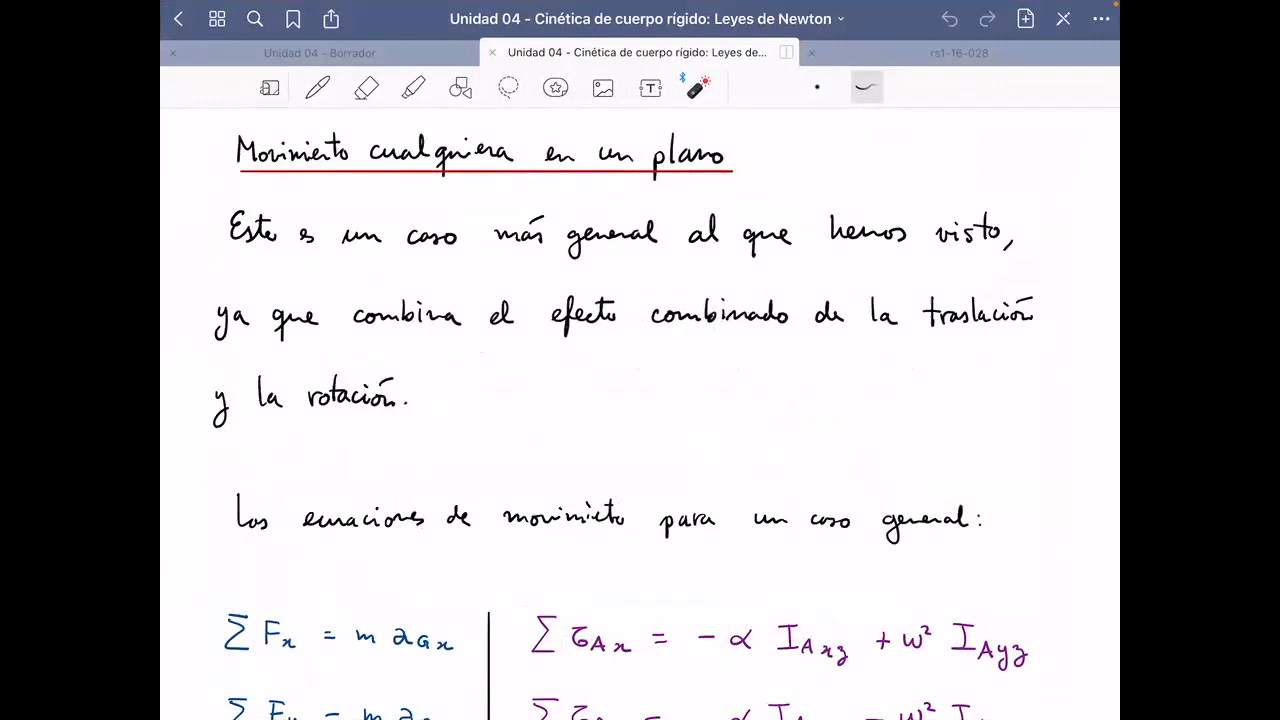 Unidad 04 - Cinética de cuerpo rígido: Leyes de Newton
Unidad 04 - Borrador
Unidad 04 - Cinética de cuerpo rígido: Leyes de Ne...
rs1-16-028
Movimiento cualquiera en un plano
Este es un caso más general al que hemos visto,
ya que combina el efecto combinado de la traslación
y la rotación.
Las ecuaciones de movimieto para un caso general:
∑ Fx = m aGx
∑ τAx = - α IAxz + ω² IAyz